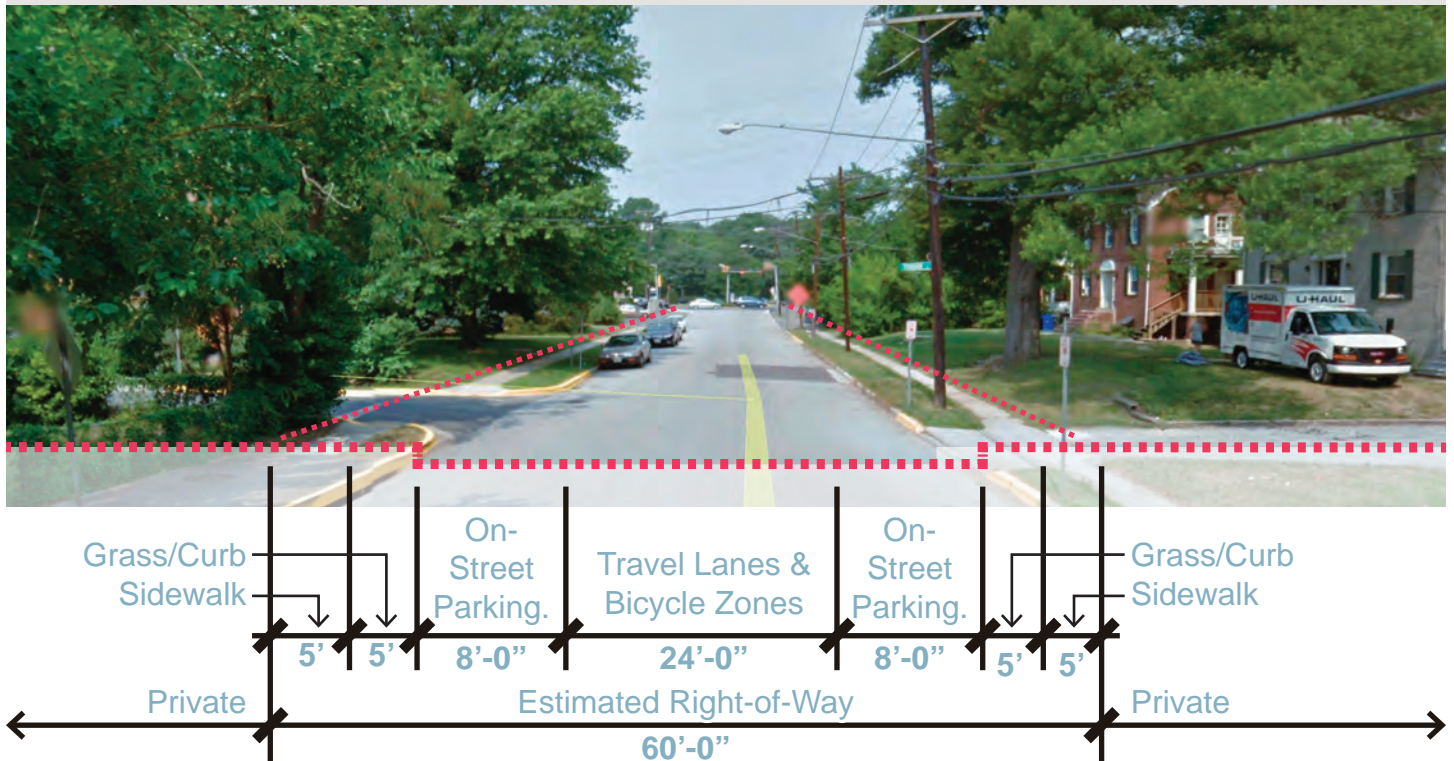 U-HAUL
U-HAUL
Grass/Curb
Sidewalk
On-
Street
Parking.
Travel Lanes &
Bicycle Zones
On-
Street
Parking.
Grass/Curb
Sidewalk
5’
5’
8’-0”
24’-0”
8’-0”
5’
5’
Private
Estimated Right-of-Way
Private
60’-0”